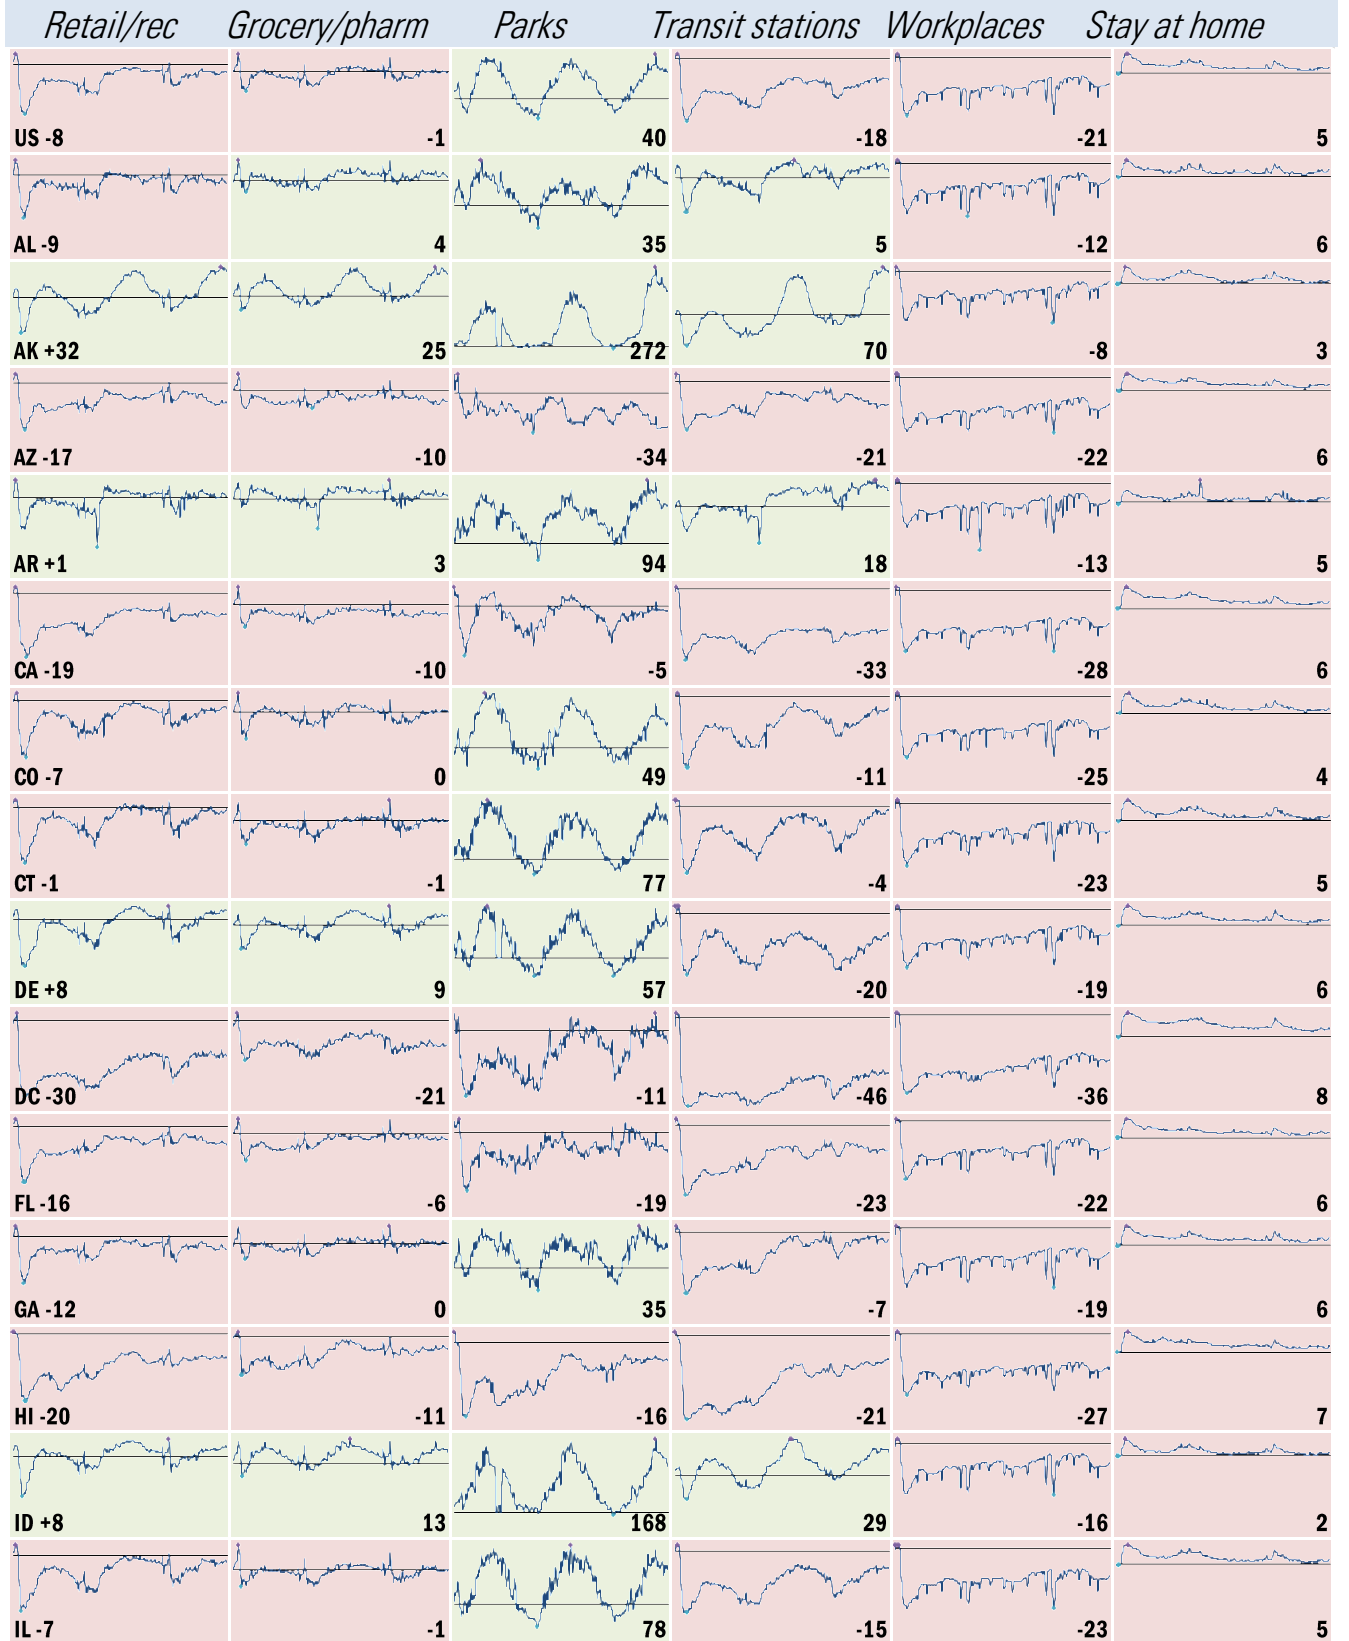 Retail/rec Grocery/pharm Parks Transit stations Workplaces Stay at home
US -8 -1 40 -18 -21 5
AL -9 4 35 5 -12 6
AK +32 25 272 70 -8 3
AZ -17 -10 -34 -21 -22 6
AR +1 3 94 18 -13 5
CA -19 -10 -5 -33 -28 6
CO -7 0 49 -11 -25 4
CT -1 -1 77 -4 -23 5
DE +8 9 57 -20 -19 6
DC -30 -21 -11 -46 -36 8
FL -16 -6 -19 -23 -22 6
GA -12 0 35 -7 -19 6
HI -20 -11 -16 -21 -27 7
ID +8 13 168 29 -16 2
IL -7 -1 78 -15 -23 5